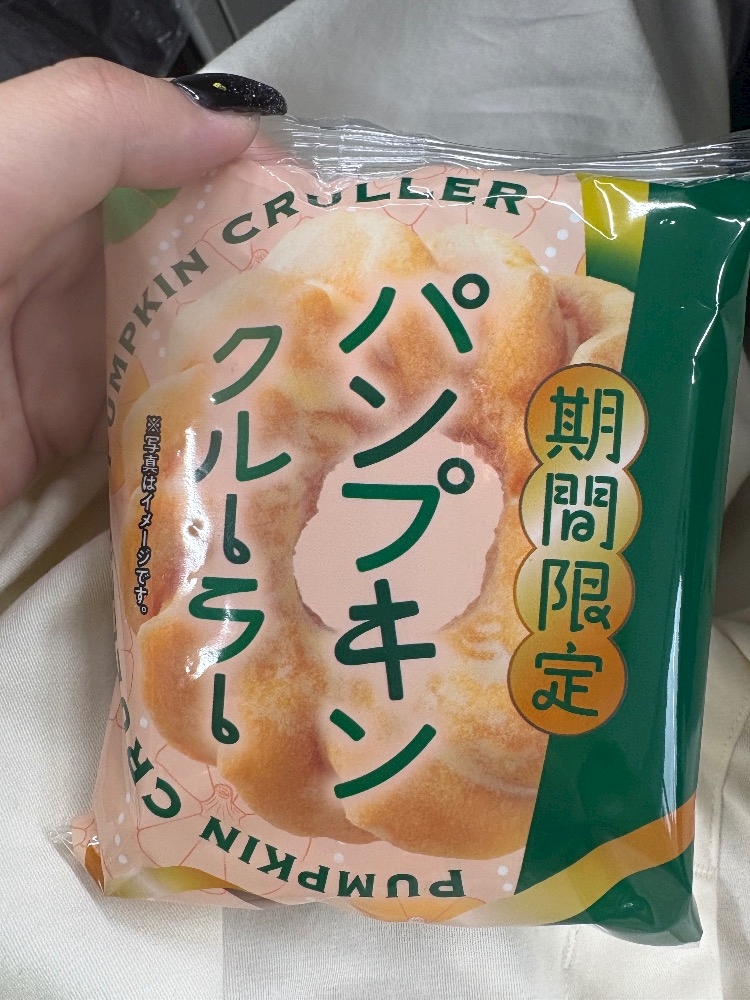 PUMPKIN CRULLER
期間限定
パンプキン
クルーラー
※写真はイメージです。
PUMPKIN CRU